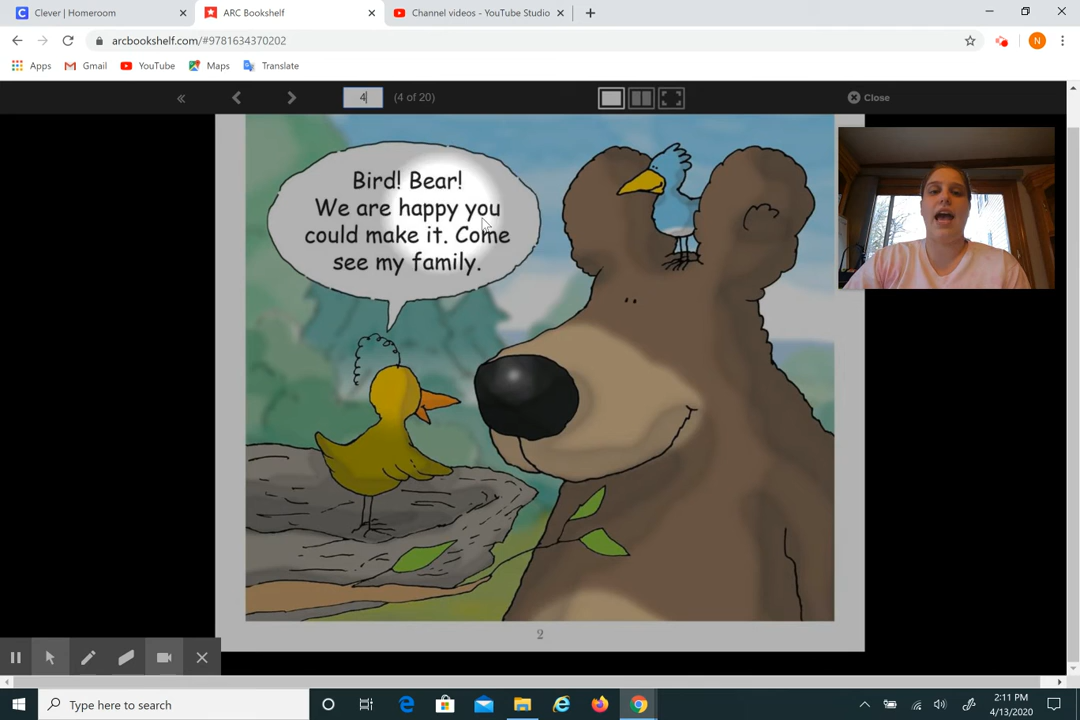 Clever | Homeroom
ARC Bookshelf
Channel videos - YouTube Studio
arcbookshelf.com/#9781634370202
N
Apps
Gmail
YouTube
Maps
Translate
4
(4 of 20)
Close
Bird! Bear!
We are happy you
could make it. Come
see my family.
2
Type here to search
2:11 PM
4/13/2020